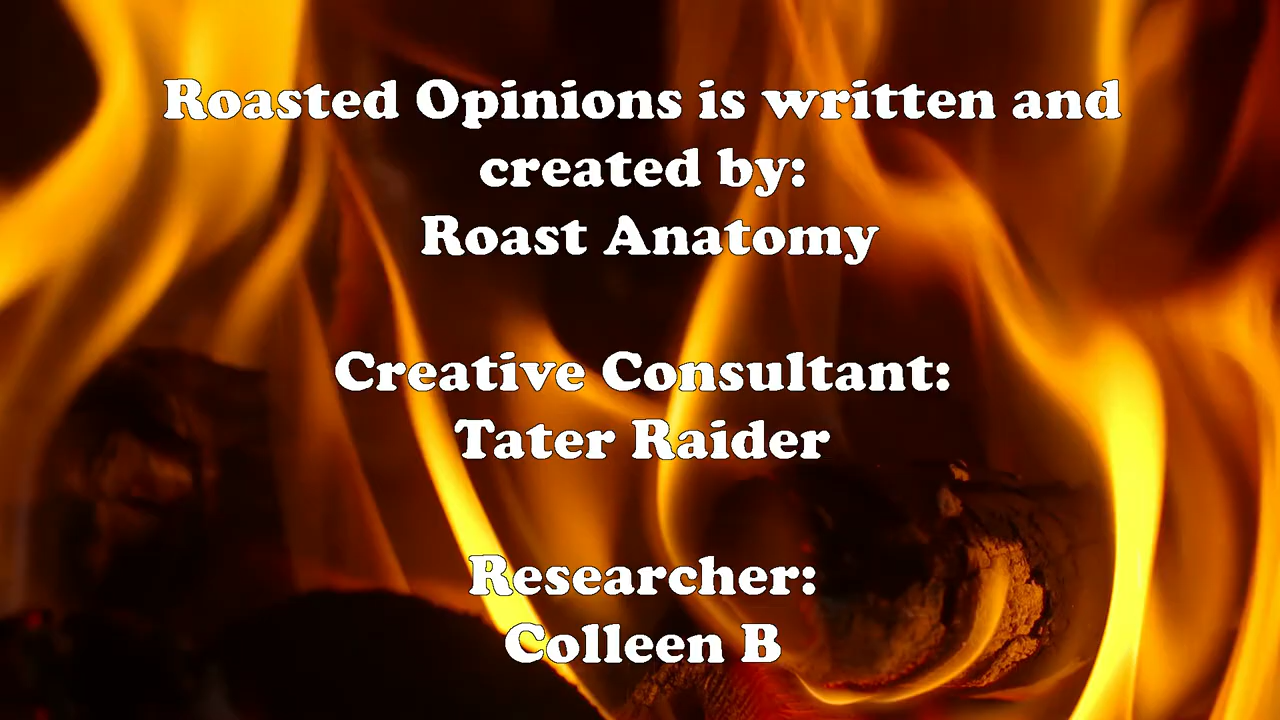 Roasted Opinions is written and
created by:
Roast Anatomy
Creative Consultant:
Tater Raider
Researcher:
Colleen B